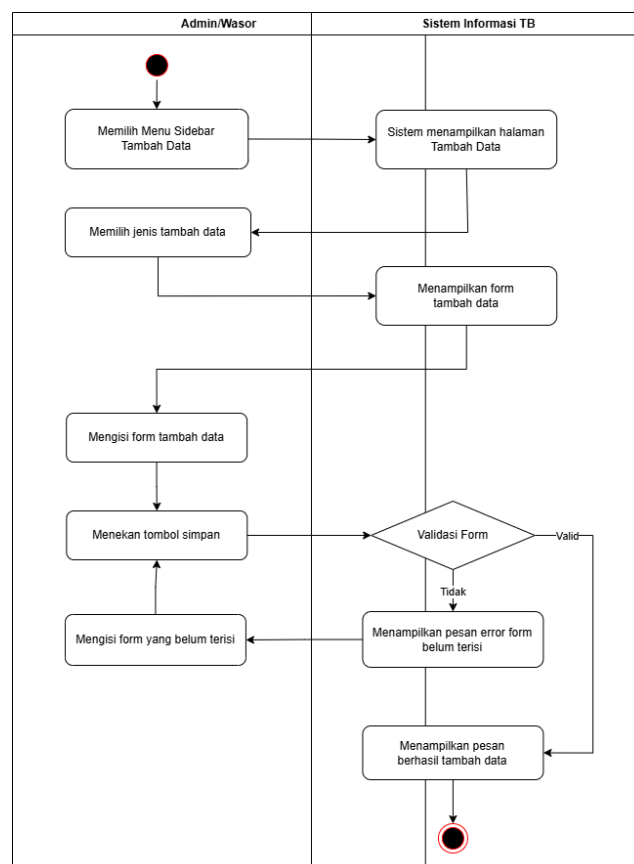 Admin/Wasor
Sistem Informasi TB
Memilih Menu Sidebar
Tambah Data
Sistem menampilkan halaman
Tambah Data
Memilih jenis tambah data
Menampilkan form
tambah data
Mengisi form tambah data
Menekan tombol simpan
Validasi Form
Valid
Tidak
Mengisi form yang belum terisi
Menampilkan pesan error form
belum terisi
Menampilkan pesan
berhasil tambah data